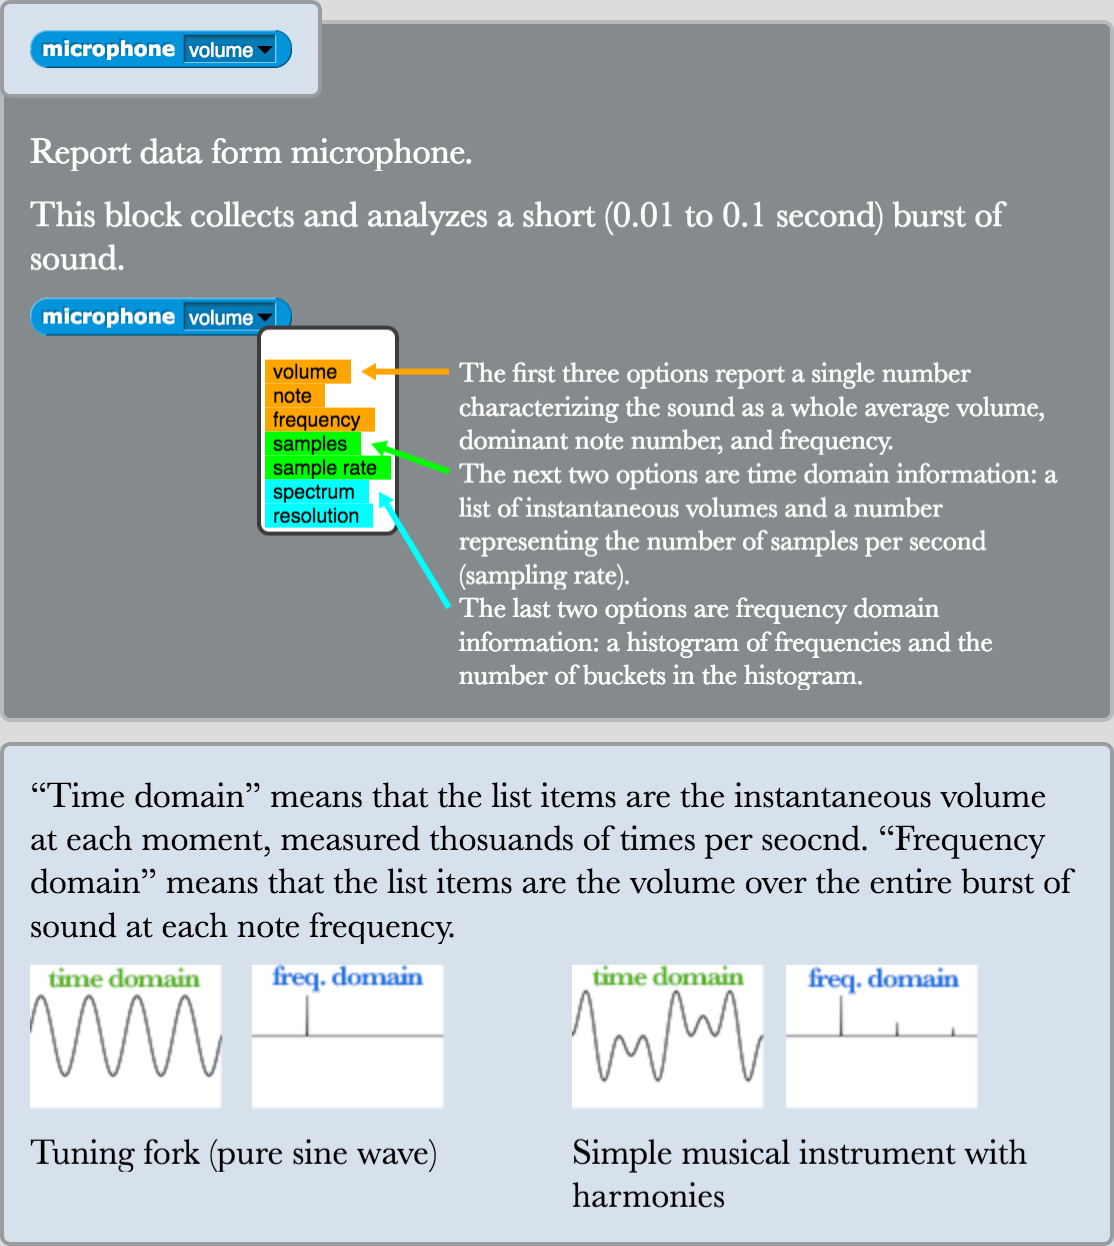 microphone volume
Report data form microphone.
This block collects and analyzes a short (0.01 to 0.1 second) burst of
sound.
microphone volume
volume
note
frequency
samples
sample rate
spectrum
resolution
The first three options report a single number
characterizing the sound as a whole average volume,
dominant note number, and frequency.
The next two options are time domain information: a
list of instantaneous volumes and a number
representing the number of samples per second
(sampling rate).
The last two options are frequency domain
information: a histogram of frequencies and the
number of buckets in the histogram.
“Time domain” means that the list items are the instantaneous volume
at each moment, measured thosuands of times per seocnd. “Frequency
domain” means that the list items are the volume over the entire burst of
sound at each note frequency.
time domain
freq. domain
time domain
freq. domain
Tuning fork (pure sine wave)
Simple musical instrument with
harmonies